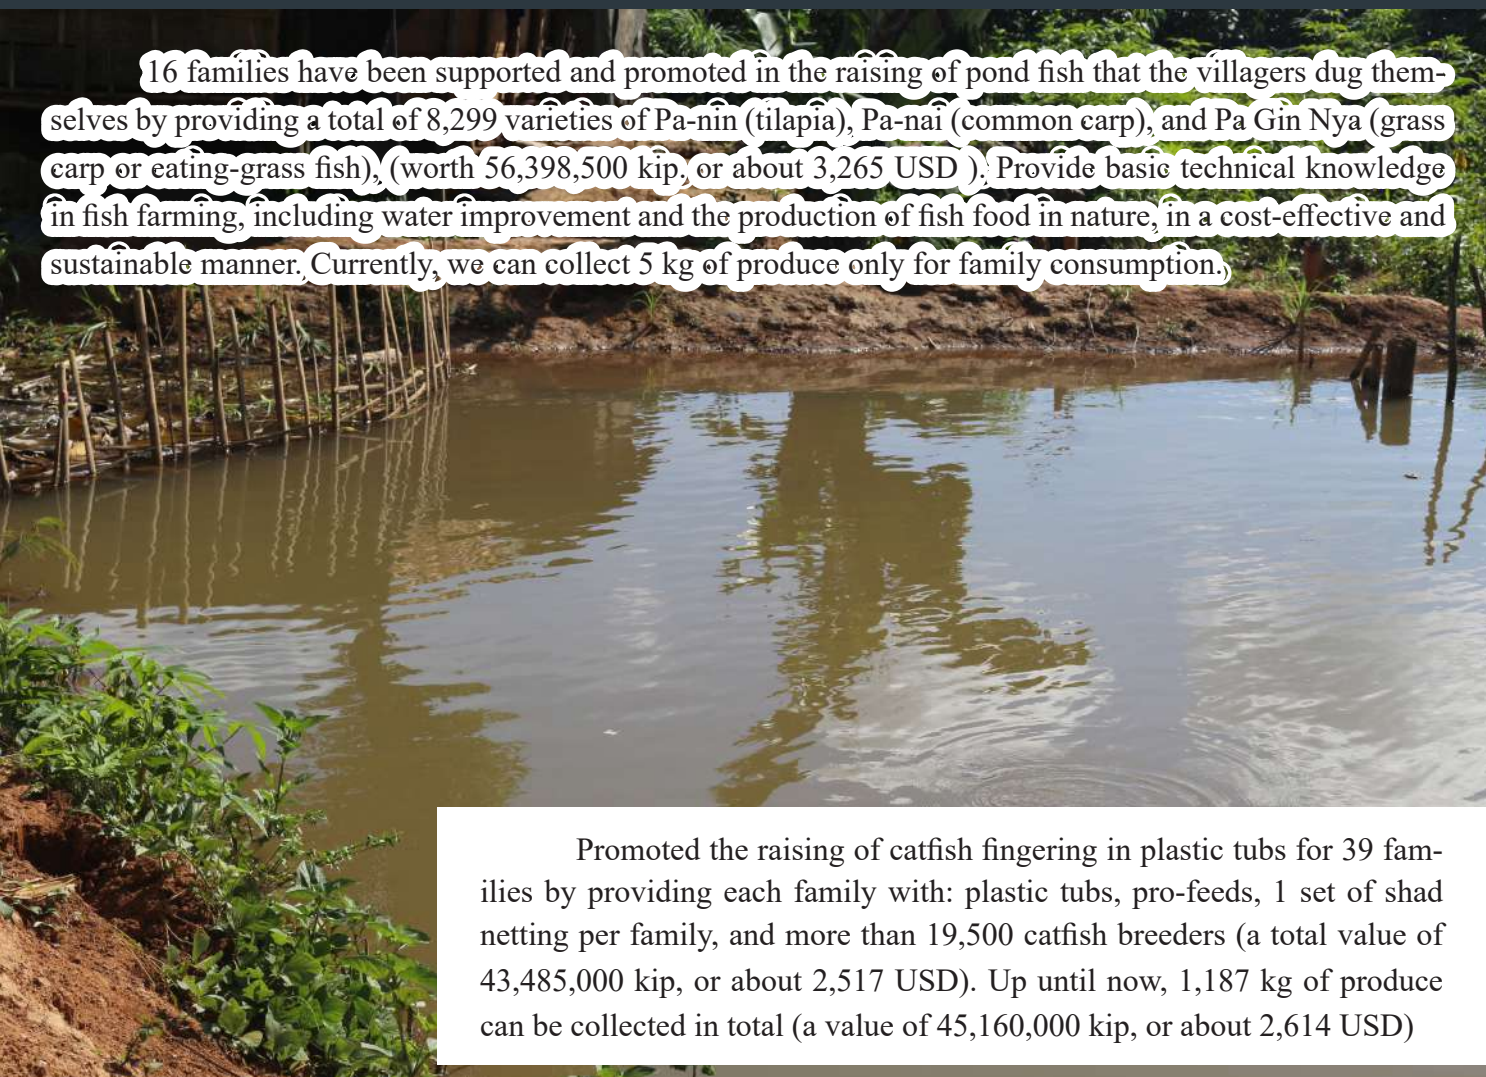 16 families have been supported and promoted in the raising of pond fish that the villagers dug them-
selves by providing a total of 8,299 varieties of Pa-nin (tilapia), Pa-nai (common carp), and Pa Gin Nya (grass
carp or eating-grass fish), (worth 56,398,500 kip, or about 3,265 USD ). Provide basic technical knowledge
in fish farming, including water improvement and the production of fish food in nature, in a cost-effective and
sustainable manner. Currently, we can collect 5 kg of produce only for family consumption.
Promoted the raising of catfish fingering in plastic tubs for 39 fam-
ilies by providing each family with: plastic tubs, pro-feeds, 1 set of shad
netting per family, and more than 19,500 catfish breeders (a total value of
43,485,000 kip, or about 2,517 USD). Up until now, 1,187 kg of produce
can be collected in total (a value of 45,160,000 kip, or about 2,614 USD)